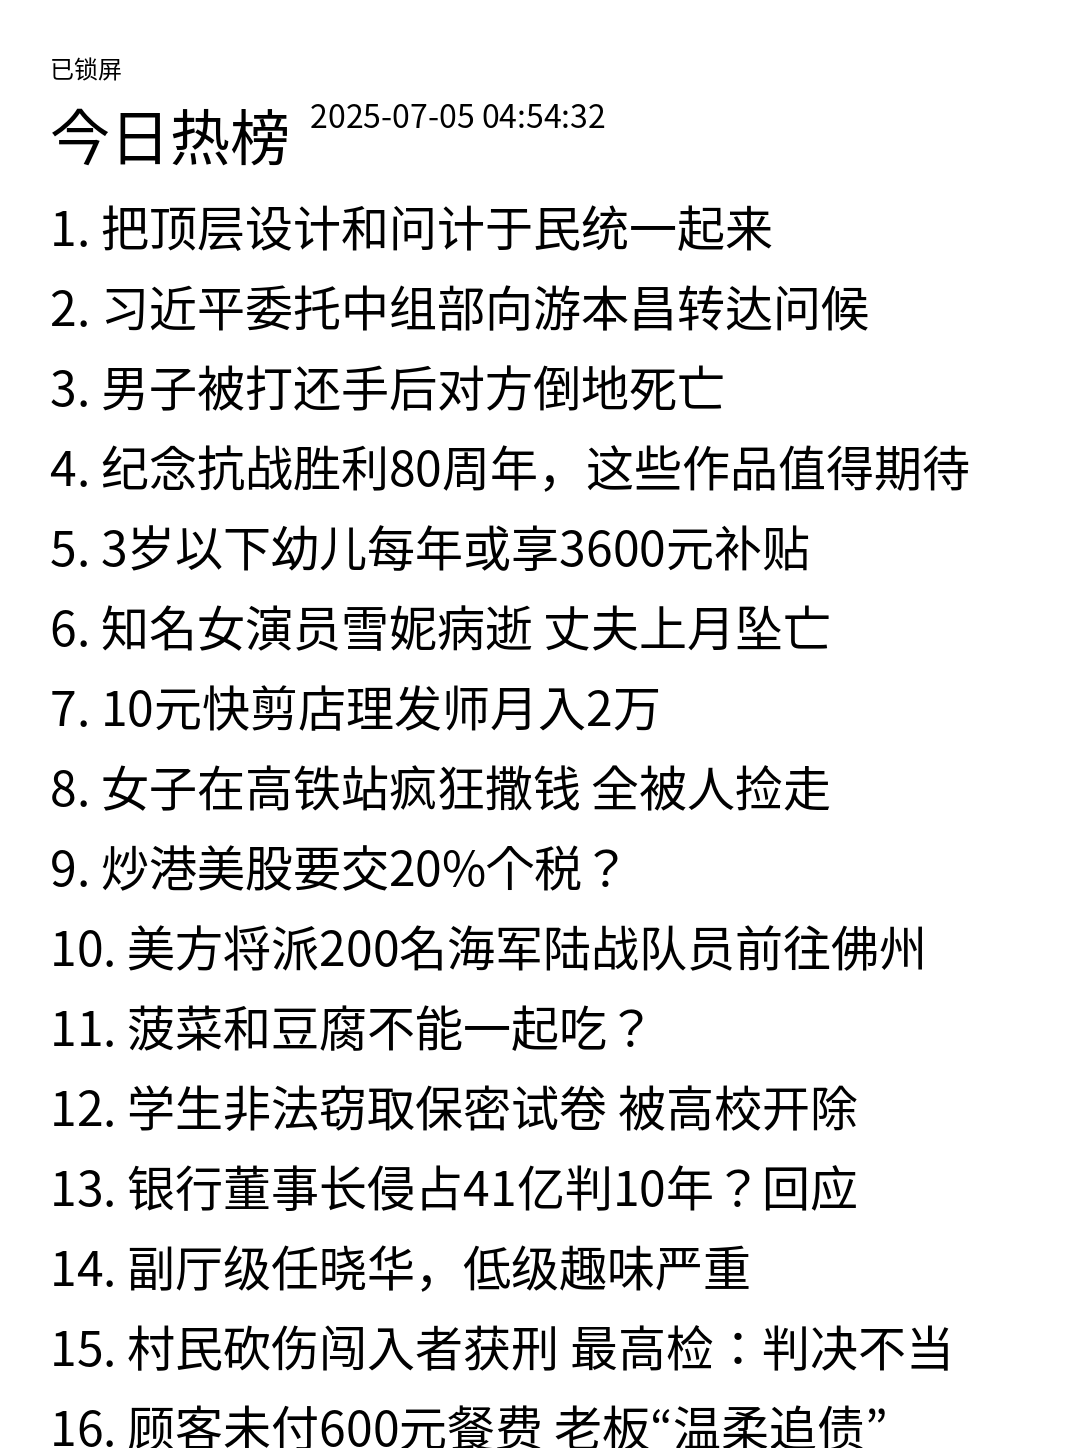 已锁屏
今日热榜 2025-07-05 04:54:32
1. 把顶层设计和问计于民统一起来
2. 习近平委托中组部向游本昌转达问候
3. 男子被打还手后对方倒地死亡
4. 纪念抗战胜利80周年，这些作品值得期待
5. 3岁以下幼儿每年或享3600元补贴
6. 知名女演员雪妮病逝 丈夫上月坠亡
7. 10元快剪店理发师月入2万
8. 女子在高铁站疯狂撒钱 全被人捡走
9. 炒港美股要交20%个税？
10. 美方将派200名海军陆战队员前往佛州
11. 菠菜和豆腐不能一起吃？
12. 学生非法窃取保密试卷 被高校开除
13. 银行董事长侵占41亿判10年？回应
14. 副厅级任晓华，低级趣味严重
15. 村民砍伤闯入者获刑 最高检：判决不当
16. 顾客未付600元餐费 老板“温柔追债”